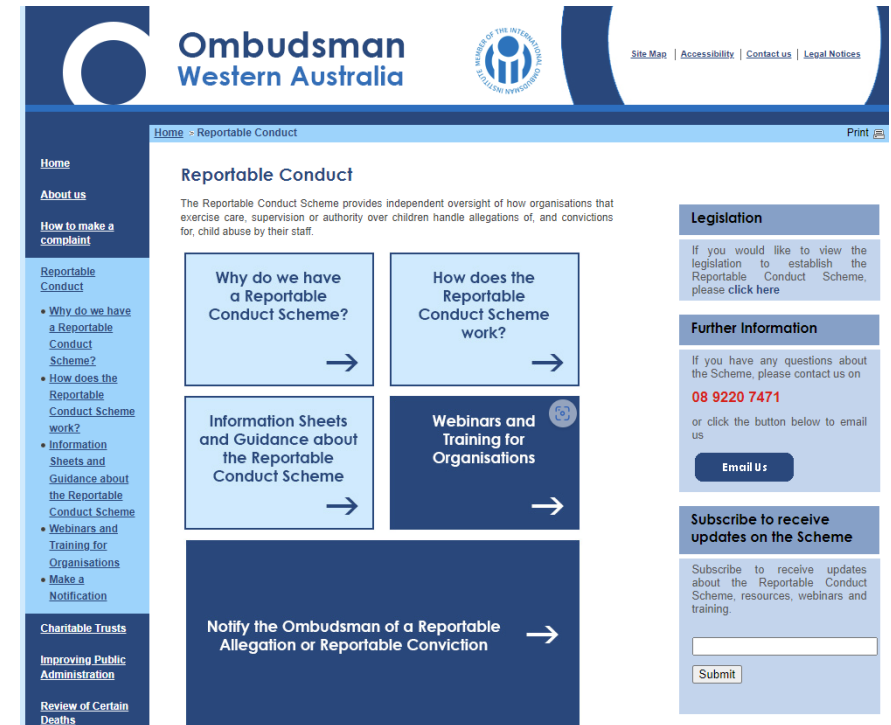 Ombudsman
Western Australia
MEMBER OF THE INTERNATIONAL OMBUDSMAN INSTITUTE
Site Map | Accessibility | Contact us | Legal Notices
Home > Reportable Conduct
Print
Home
About us
How to make a
complaint
Reportable
Conduct
• Why do we have
a Reportable
Conduct
Scheme?
• How does the
Reportable
Conduct Scheme
work?
• Information
Sheets and
Guidance about
the Reportable
Conduct Scheme
• Webinars and
Training for
Organisations
• Make a
Notification
Charitable Trusts
Improving Public
Administration
Review of Certain
Deaths
Reportable Conduct
The Reportable Conduct Scheme provides independent oversight of how organisations that
exercise care, supervision or authority over children handle allegations of, and convictions
for, child abuse by their staff.
Why do we have
a Reportable
Conduct Scheme?
How does the
Reportable
Conduct Scheme
work?
Information Sheets
and Guidance about
the Reportable
Conduct Scheme
Webinars and
Training for
Organisations
Notify the Ombudsman of a Reportable
Allegation or Reportable Conviction
Legislation
If you would like to view the
legislation to establish the
Reportable Conduct Scheme,
please click here
Further Information
If you have any questions about
the Scheme, please contact us on
08 9220 7471
or click the button below to email
us
Email Us
Subscribe to receive
updates on the Scheme
Subscribe to receive updates
about the Reportable Conduct
Scheme, resources, webinars and
training.
Submit